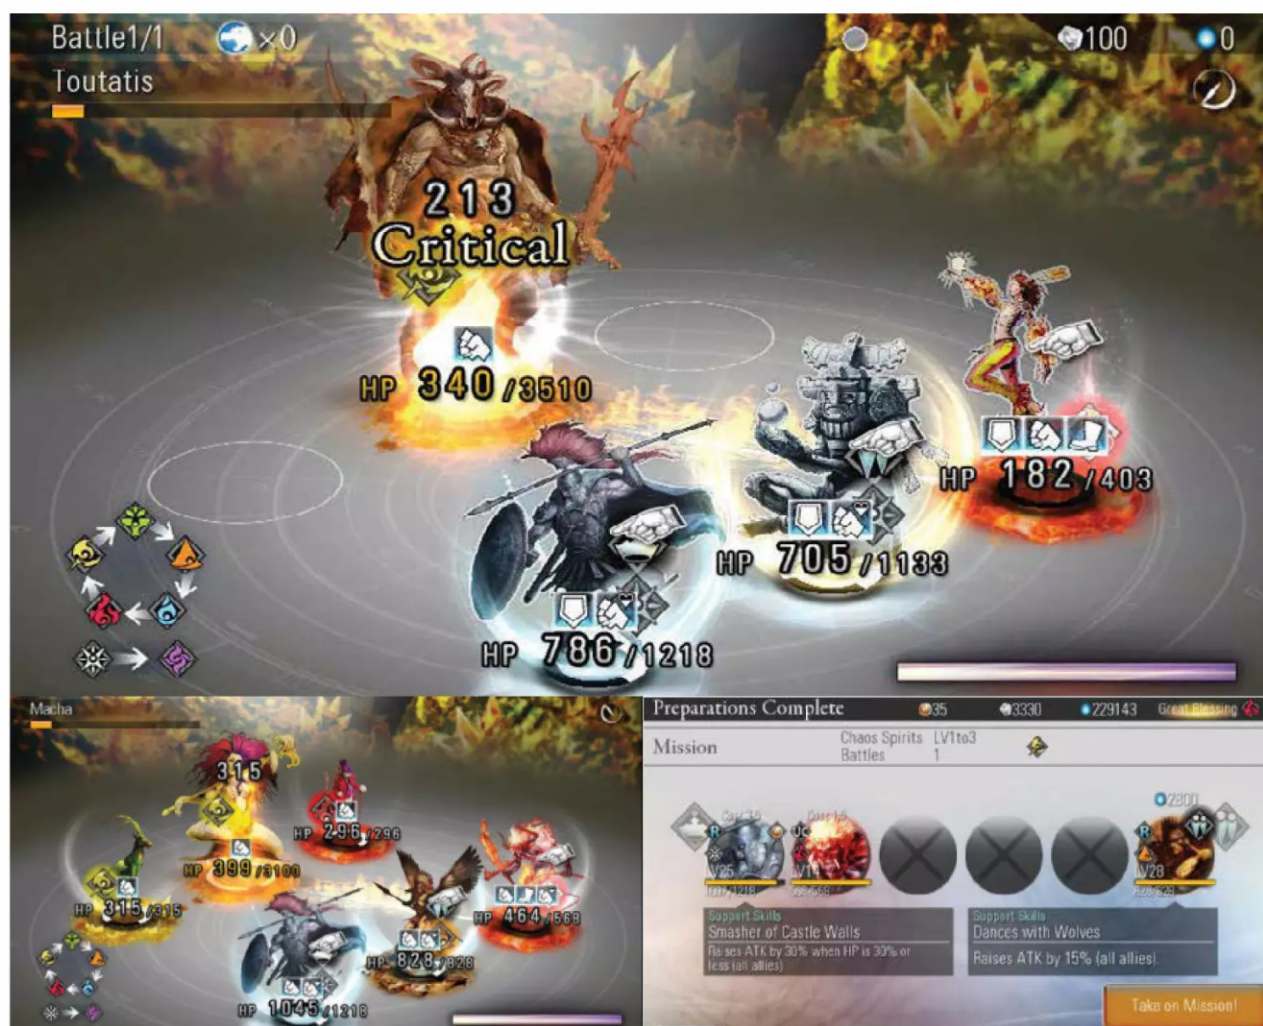 Battle1/1 ×0 100 0
Toutatis
213
Critical
HP 340/3510
HP 182/403
HP 705/1133
HP 786/1218
Macha
315
HP 296/296
HP 399/3100
HP 315/315
HP 464/568
HP 828/828
HP 1045/1218
Preparations Complete 35 3330 229143 Great Blessing
Mission
Chaos Spirits LV1to3
Battles 1
2800
R UC R
LV25 LV28
Support Skills
Smasher of Castle Walls
Raises ATK by 30% when HP is 30% or
less (all allies)
Support Skills
Dances with Wolves
Raises ATK by 15% (all allies).
Take on Mission!